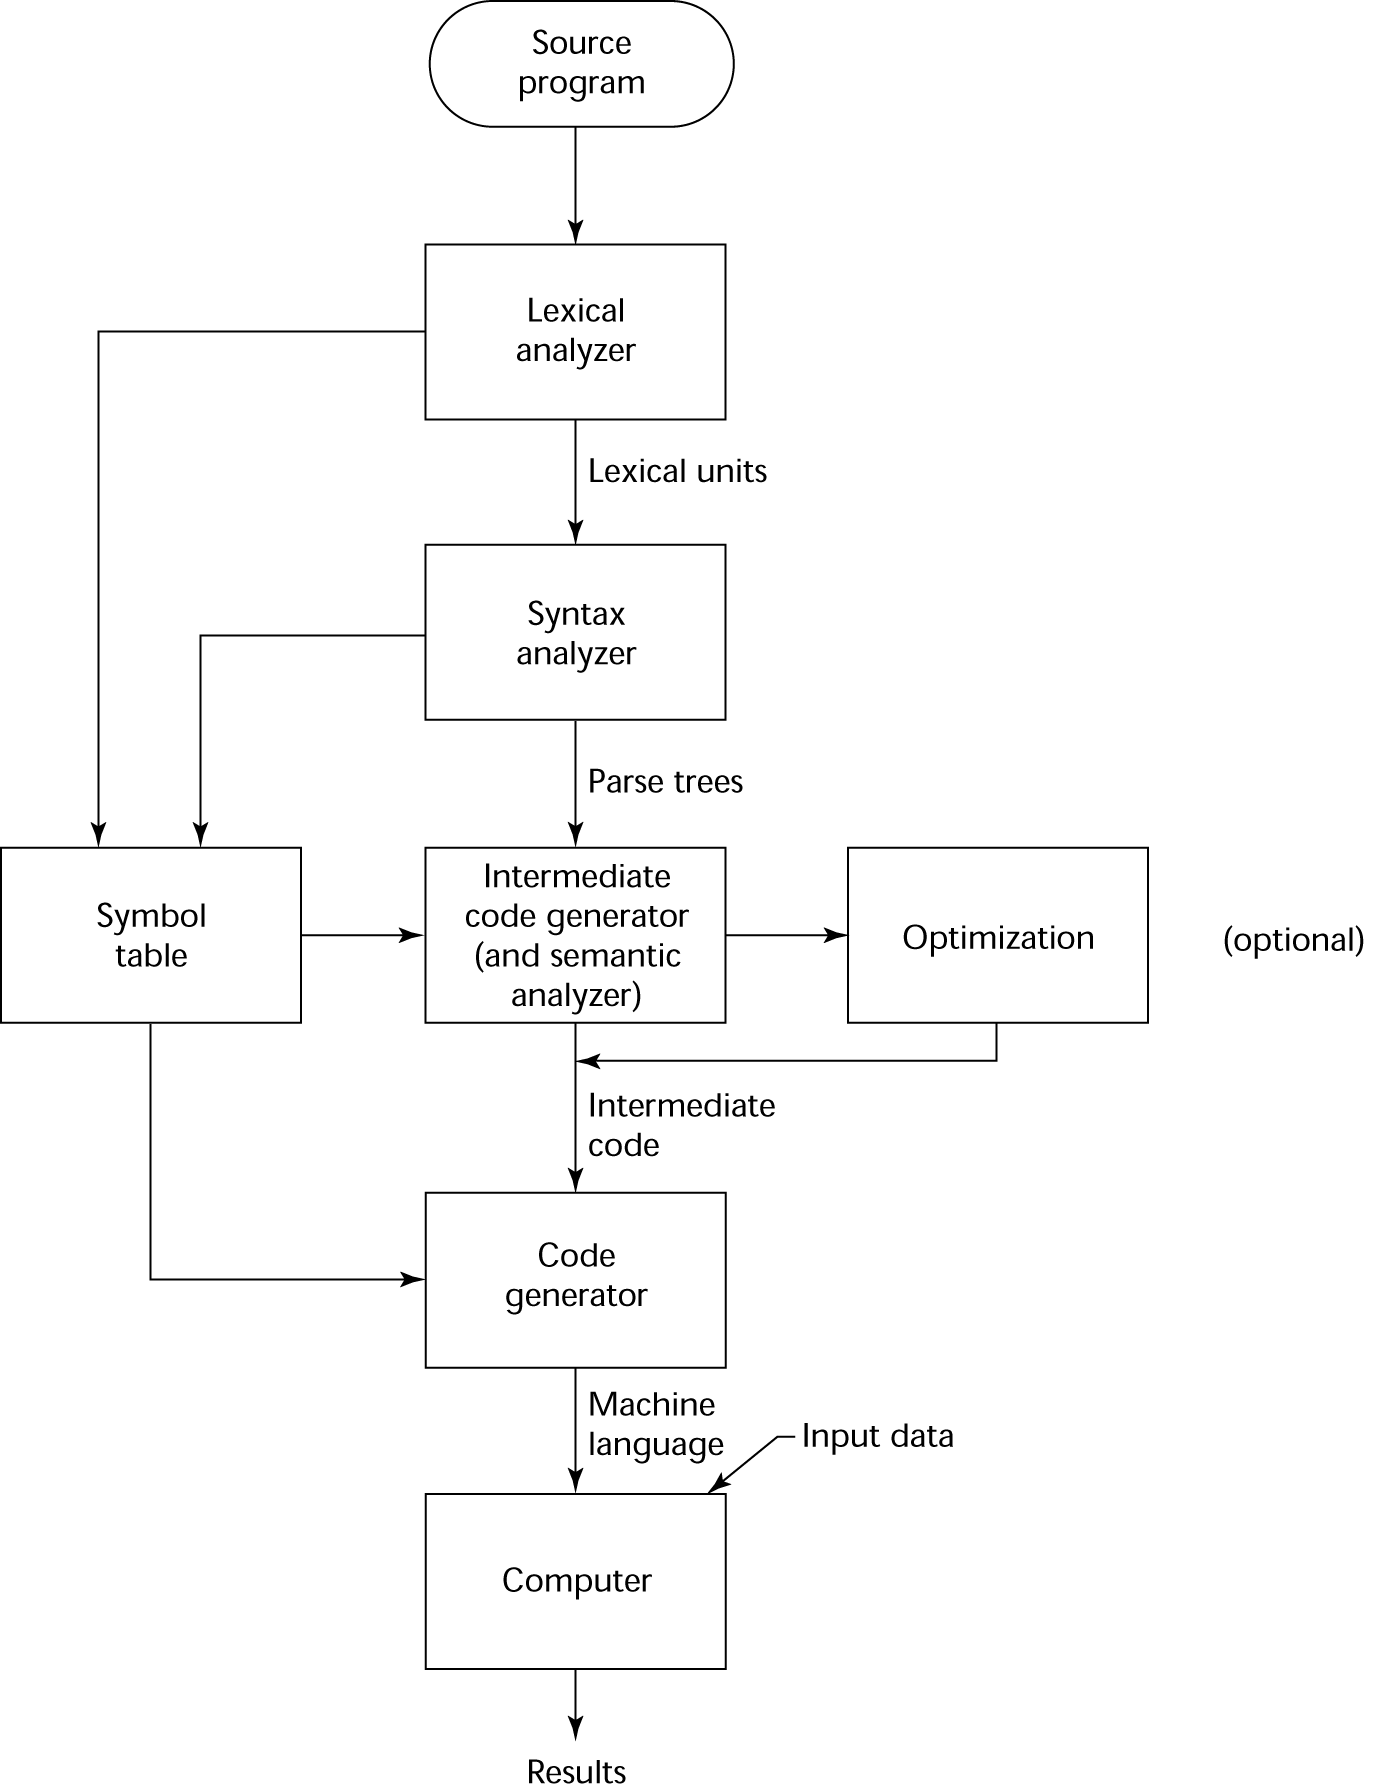 Source
program
Lexical
analyzer
Lexical units
Syntax
analyzer
Parse trees
Symbol
table
Intermediate
code generator
(and semantic
analyzer)
Optimization
(optional)
Intermediate
code
Code
generator
Machine
language
Input data
Computer
Results